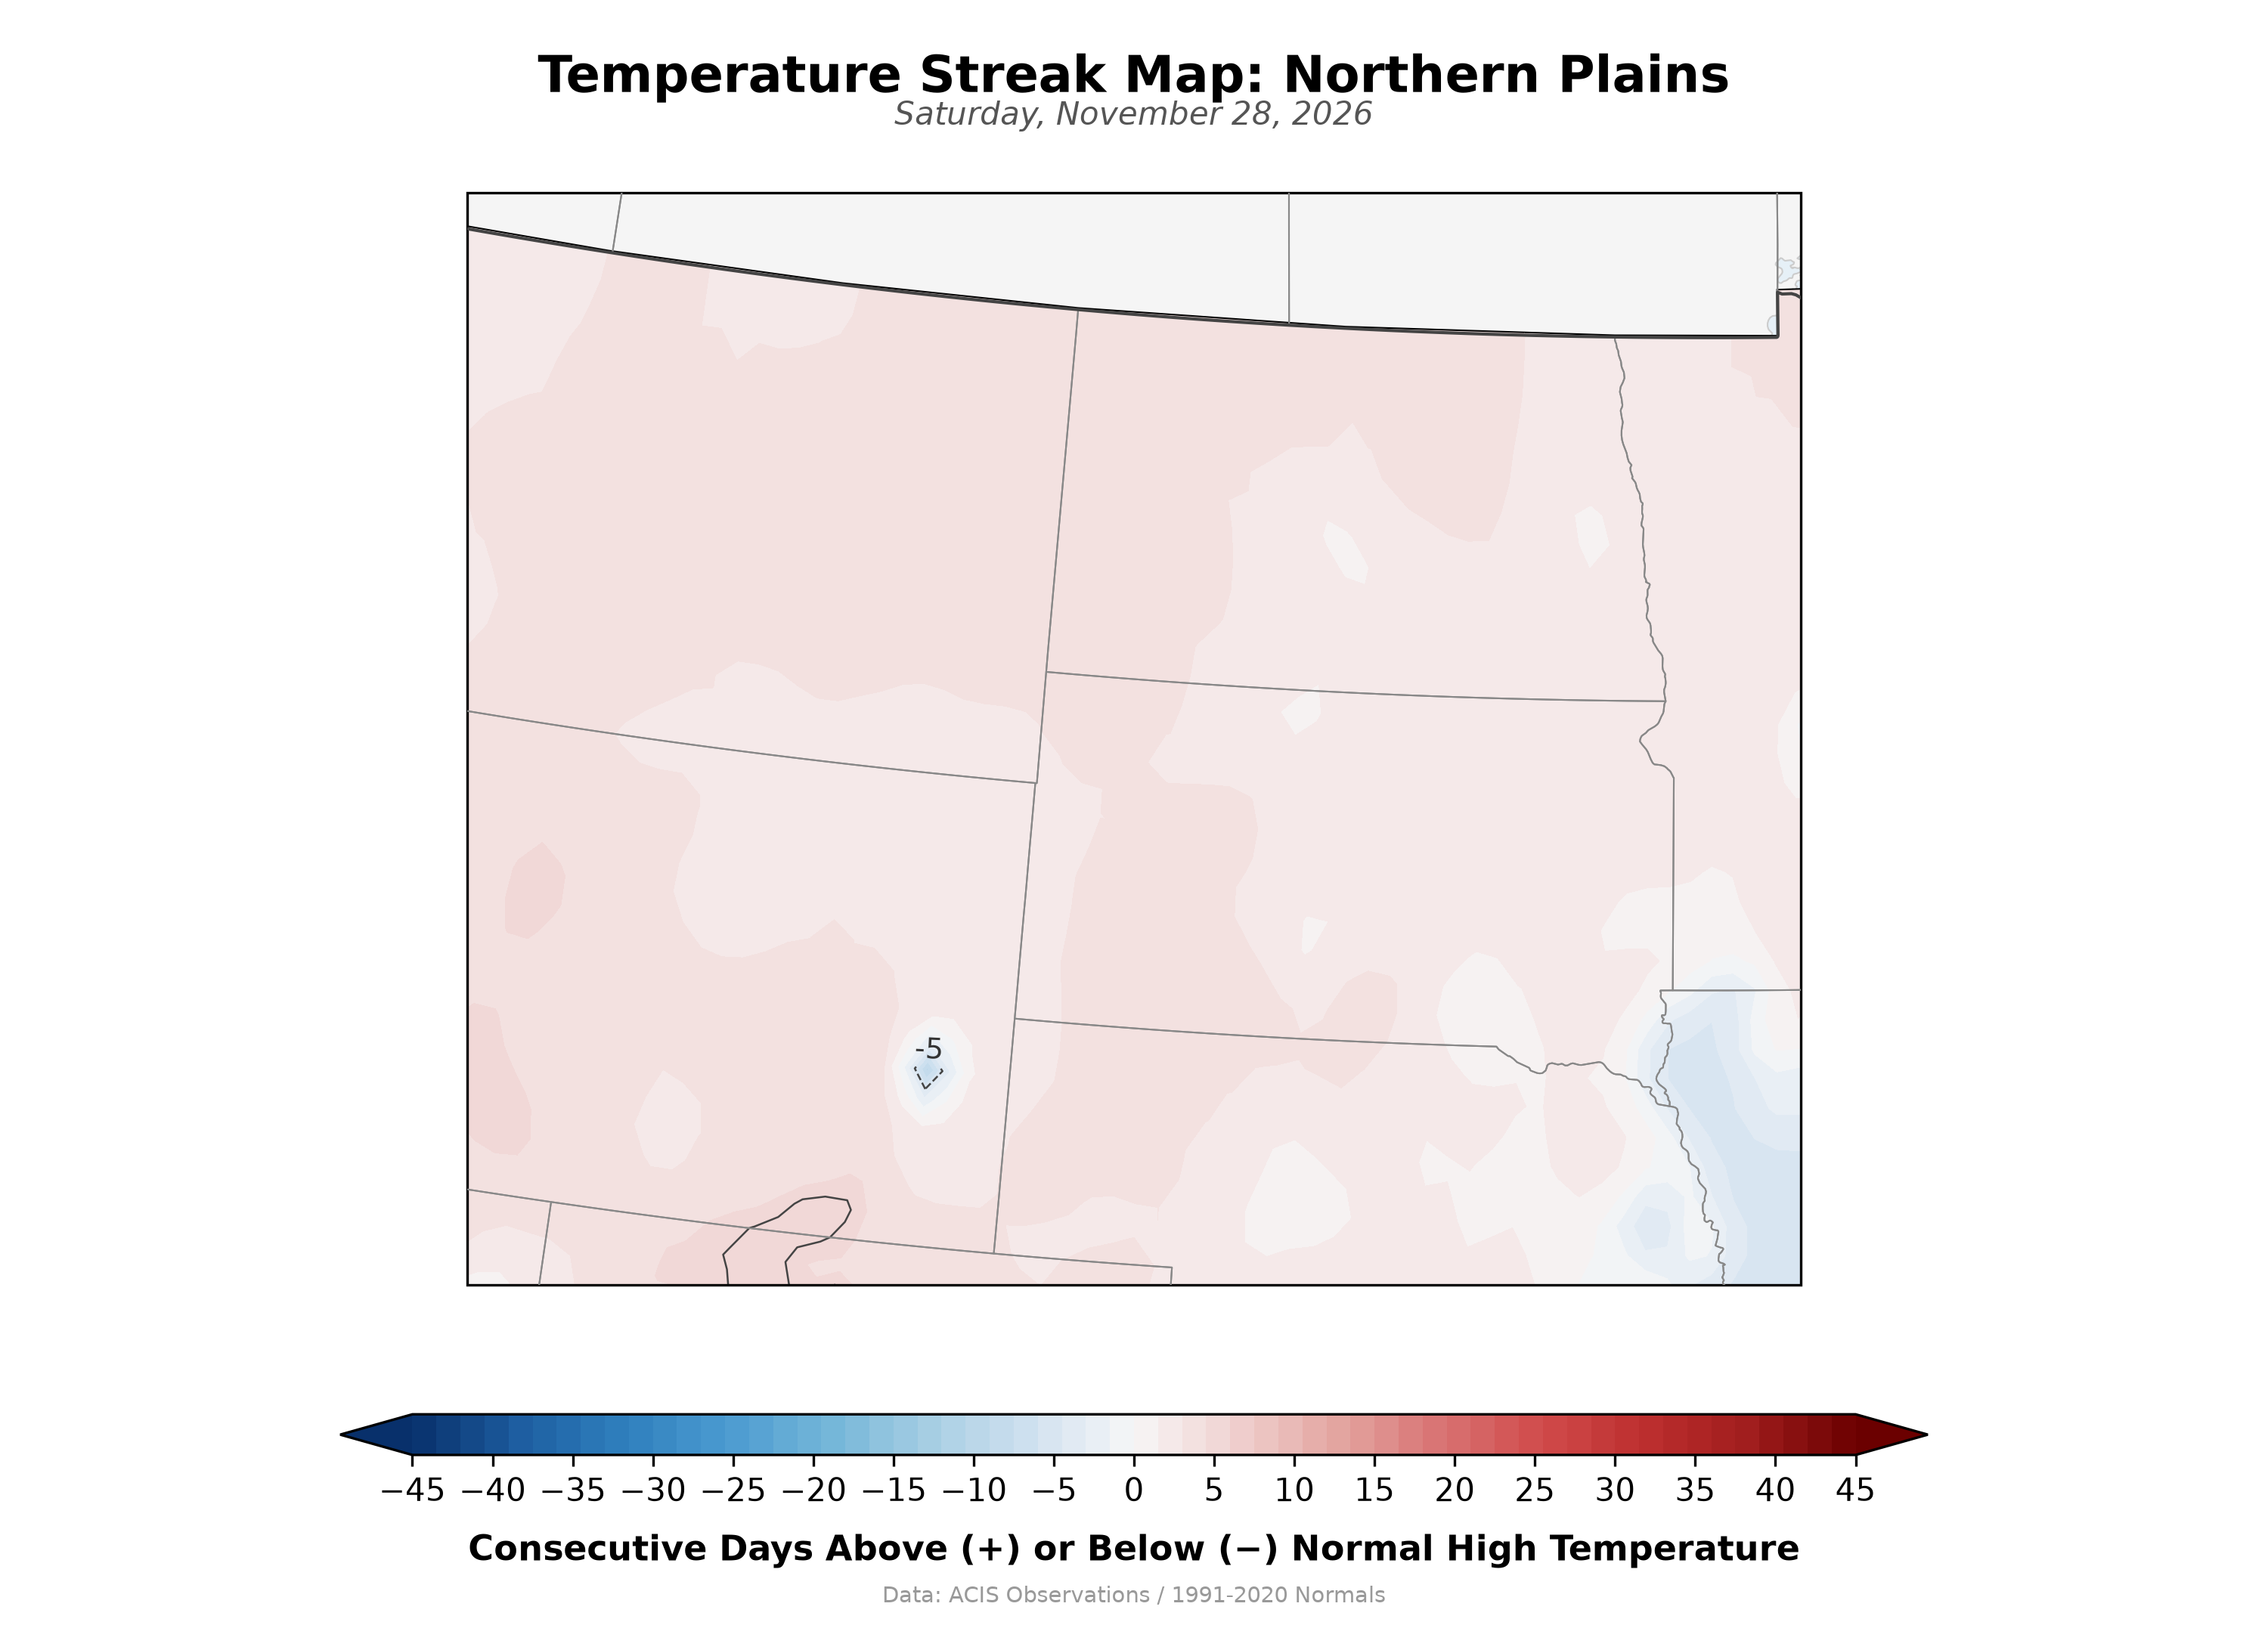 Temperature Streak Map: Northern Plains
Saturday, November 28, 2026
-5
−45 −40 −35 −30 −25 −20 −15 −10 −5 0 5 10 15 20 25 30 35 40 45
Consecutive Days Above (+) or Below (−) Normal High Temperature
Data: ACIS Observations / 1991-2020 Normals